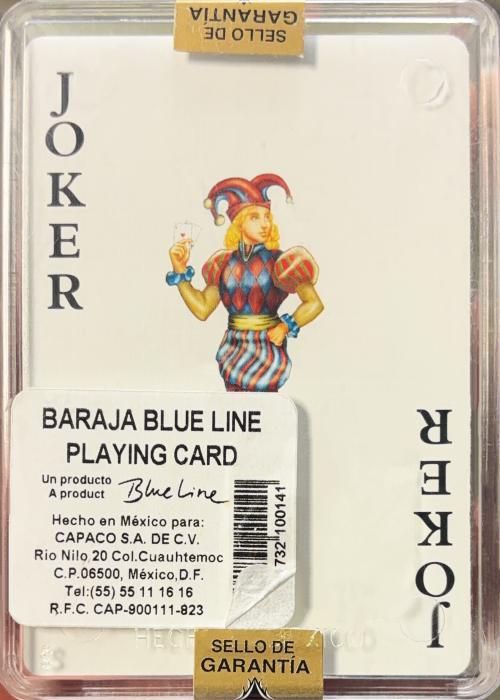 SELLO DE
GARANTÍA
JOKER
BARAJA BLUE LINE
PLAYING CARD
Un producto
A product
Blue Line
Hecho en México para:
CAPACO S.A. DE C.V.
Rio Nilo 20 Col.Cuauhtemoc
C.P.06500, México,D.F.
Tel:(55) 55 11 16 16
R.F.C. CAP-900111-823
732 100141
JOKER
SELLO DE
GARANTÍA